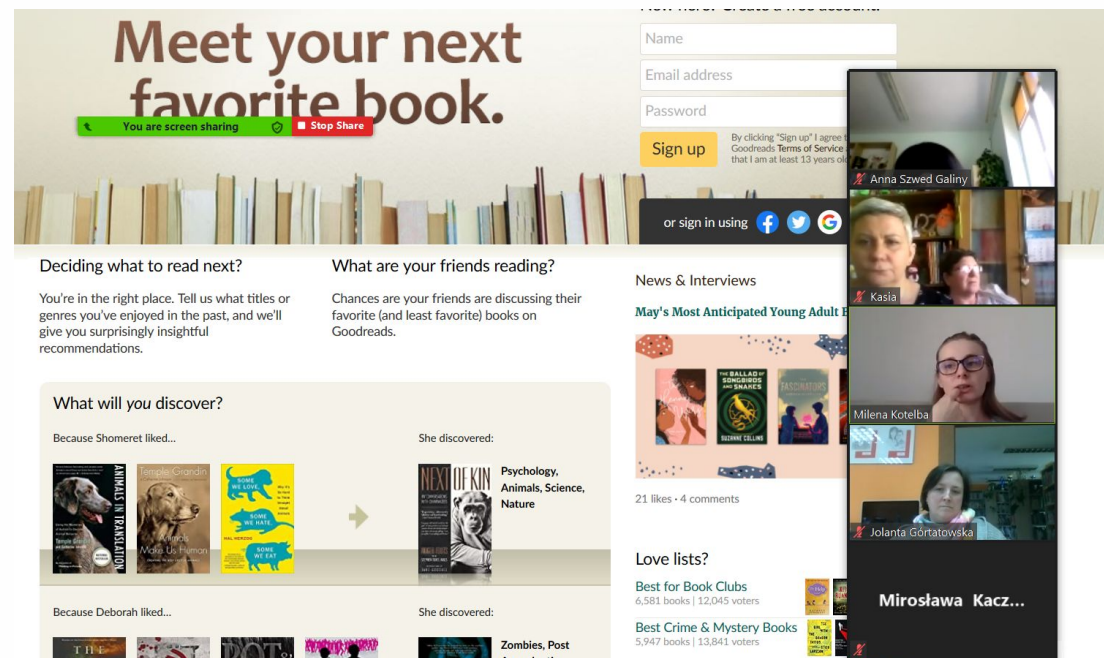 Meet your next
favorite book.
You are screen sharing
Stop Share
Name
Email address
Password
Sign up
By clicking "Sign up" I agree
Goodreads Terms of Service
that I am at least 13 years old
or sign in using
Deciding what to read next?
You're in the right place. Tell us what titles or
genres you've enjoyed in the past, and we'll
give you surprisingly insightful
recommendations.
What are your friends reading?
Chances are your friends are discussing their
favorite (and least favorite) books on
Goodreads.
What will you discover?
Because Shomeret liked...
She discovered:
ANIMALS IN TRANSLATION
Temple Grandin
Animals
Make Us Human
SOME
WE LOVE,
SOME
WE HATE,
HAL HERZOG
SOME
WE EAT
NEXT OF KIN
Psychology,
Animals, Science,
Nature
Because Deborah liked...
She discovered:
THE
Zombies, Post
News & Interviews
May's Most Anticipated Young Adult
THE BALLAD OF
SONGBIRDS
AND SNAKES
SUZANNE COLLINS
FASCINATORS
21 likes · 4 comments
Love lists?
Best for Book Clubs
6,581 books | 12,045 voters
Best Crime & Mystery Books
5,947 books | 13,841 voters
Anna Szwed Galiny
Kasia
Milena Kotelba
Jolanta Górtatowska
Mirosława Kacz...